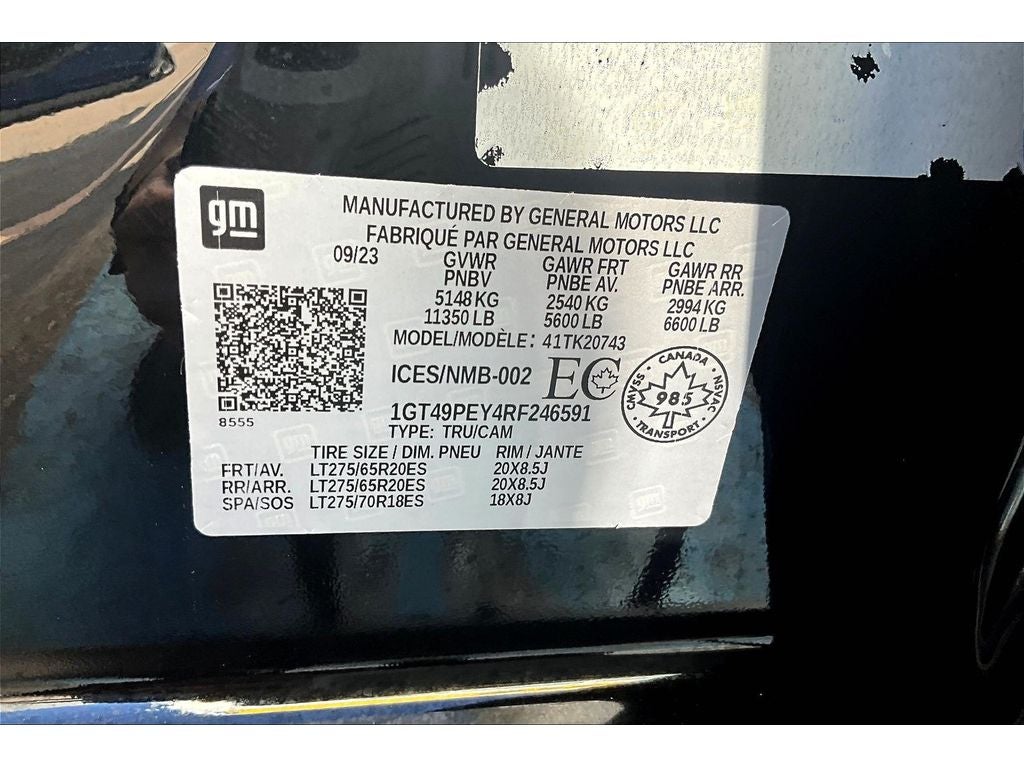 gm
MANUFACTURED BY GENERAL MOTORS LLC
FABRIQUÉ PAR GENERAL MOTORS LLC
09/23 GVWR GAWR FRT GAWR RR
PNBV PNBE AV. PNBE ARR.
5148 KG 2540 KG 2994 KG
11350 LB 5600 LB 6600 LB
MODEL/MODÈLE: 41TK20743
ICES/NMB-002 EC
CANADA
CMVSS 985 NSVAC
TRANSPORT
1GT49PEY4RF246591
8555
TYPE: TRU/CAM
TIRE SIZE / DIM. PNEU RIM / JANTE
FRT/AV. LT275/65R20ES 20X8.5J
RR/ARR. LT275/65R20ES 20X8.5J
SPA/SOS LT275/70R18ES 18X8J
gm